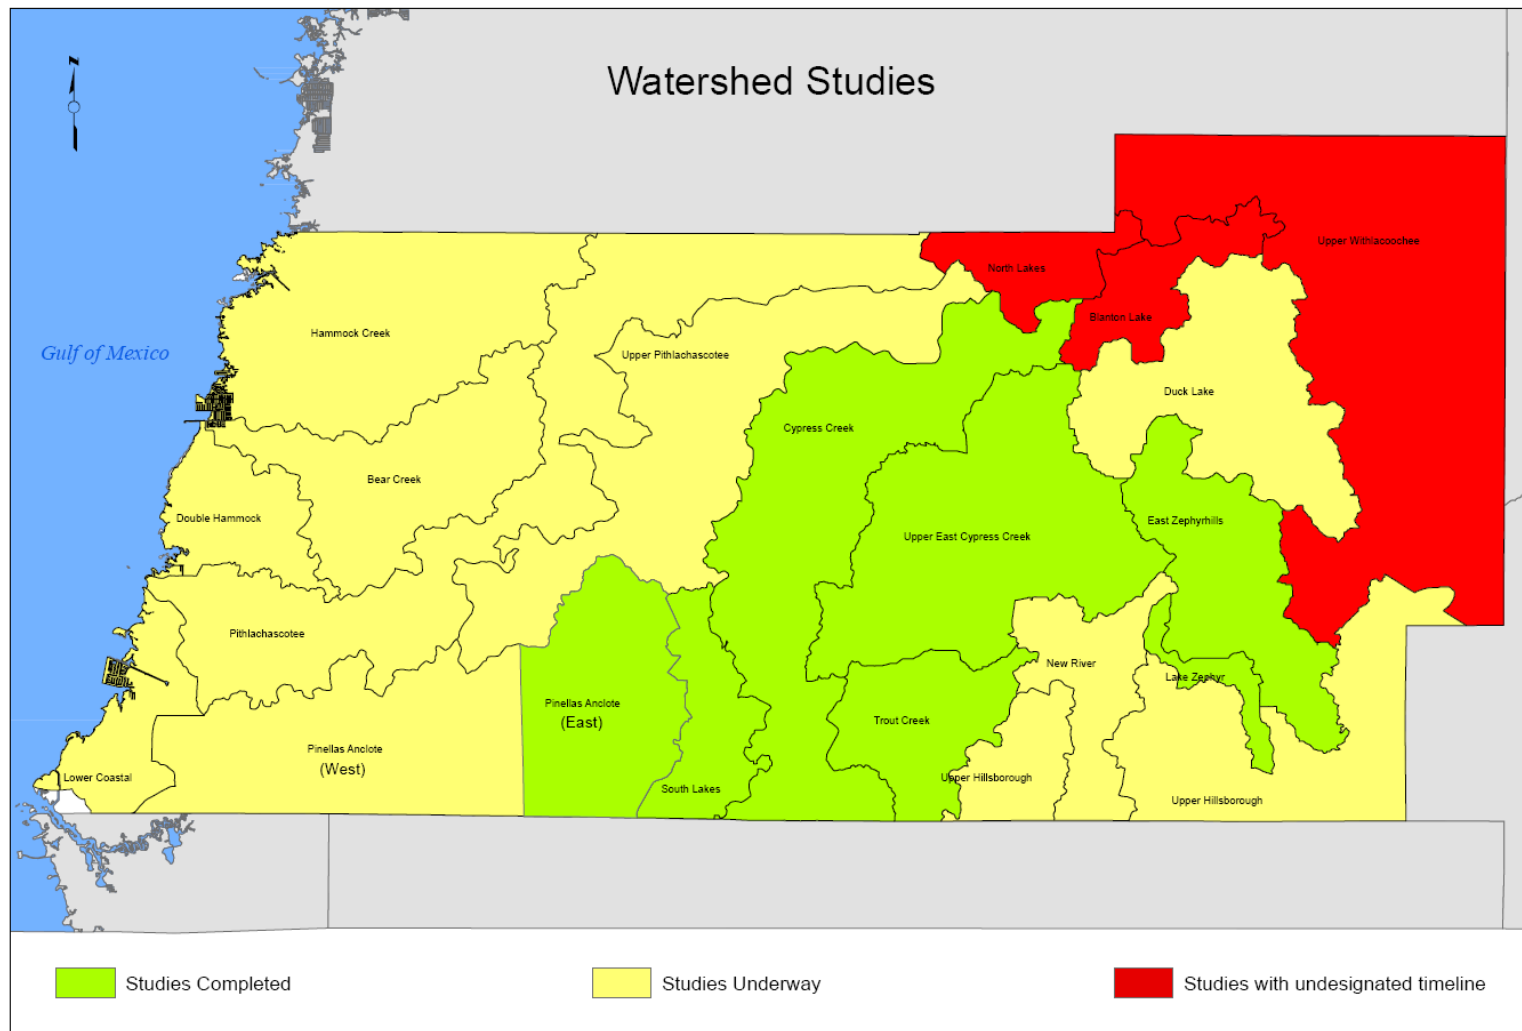 N
Watershed Studies
Upper Withlacoochee
North Lakes
Blanton Lake
Hammock Creek
Gulf of Mexico
Upper Pithlachascotee
Duck Lake
Cypress Creek
Bear Creek
Double Hammock
East Zephyrhills
Upper East Cypress Creek
Pithlachascotee
New River
Lake Zephyr
Pinellas Anclote
(East)
Trout Creek
Pinellas Anclote
(West)
Lower Coastal
Upper Hillsborough
South Lakes
Upper Hillsborough
Studies Completed
Studies Underway
Studies with undesignated timeline